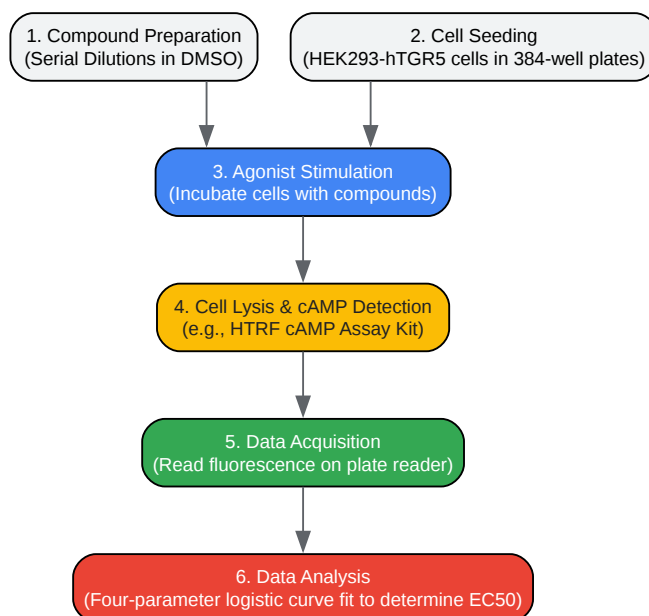 1. Compound Preparation
(Serial Dilutions in DMSO)
2. Cell Seeding
(HEK293-hTGR5 cells in 384-well plates)
3. Agonist Stimulation
(Incubate cells with compounds)
4. Cell Lysis & cAMP Detection
(e.g., HTRF cAMP Assay Kit)
5. Data Acquisition
(Read fluorescence on plate reader)
6. Data Analysis
(Four-parameter logistic curve fit to determine EC50)